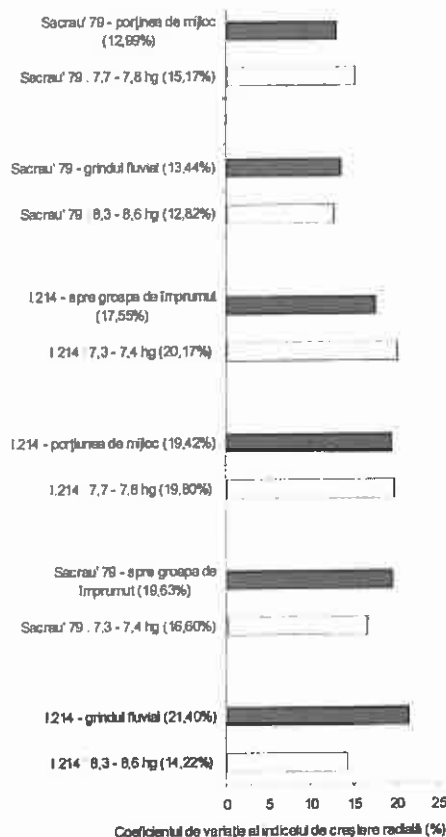 Sacrau' 79 - porţinea de mijloc
(12,99%)
Sacrau' 79 . 7,7 - 7,8 hg (15,17%)
Sacrau' 79 - grindul fluvial (13,44%)
Sacrau' 79 8,3 - 8,6 hg (12,82%)
I.214 - spre groapa de împrumut
(17,55%)
I.214 7,3 - 7,4 hg (20,17%)
I.214 - porţiunea de mijloc (19,42%)
I.214 7,7 - 7,8 hg (19,80%)
Sacrau' 79 - spre groapa de
împrumut (19,63%)
Sacrau' 79 . 7,3 - 7,4 hg (16,60%)
I.214 - grindul fluvial (21,40%)
I.214 8,3 - 8,6 hg (14,22%)
0 5 10 15 20 25
Coeficientul de variaţie al indicelui de creştere radială (%)